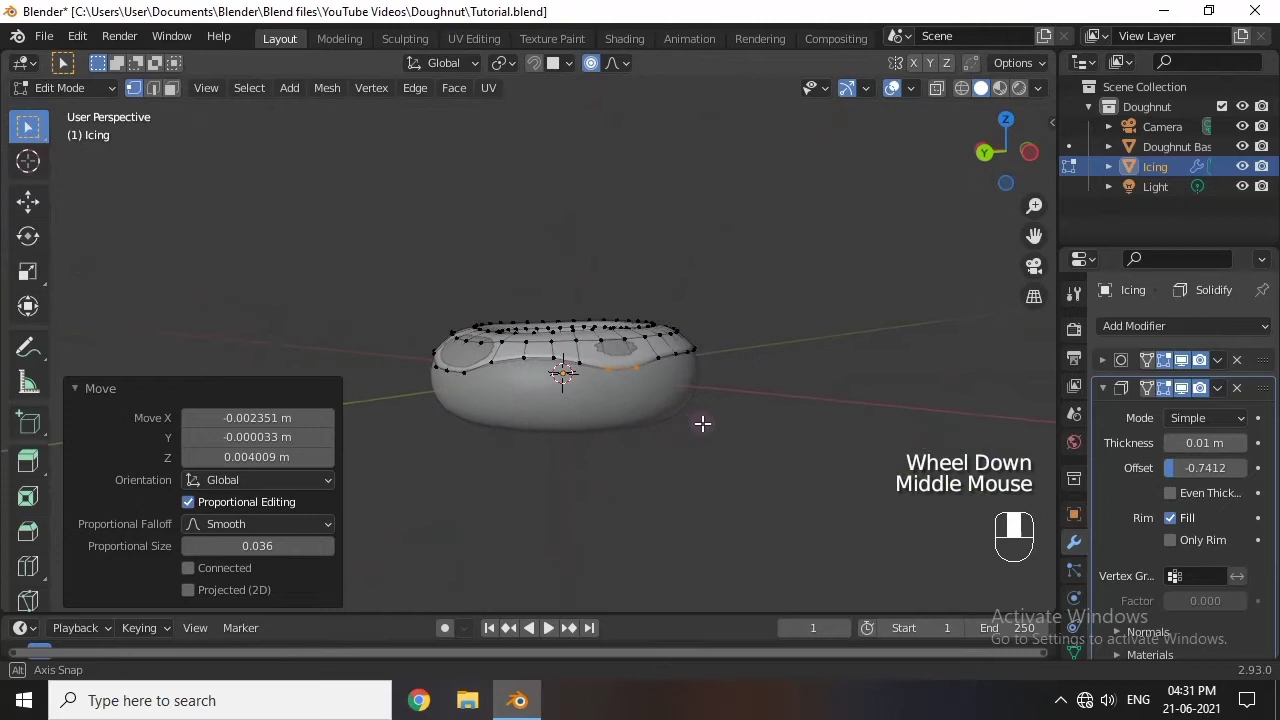 Blender* [C:\Users\User\Documents\Blender\Blend files\YouTube Videos\Doughnut\Tutorial.blend]
File Edit Render Window Help Layout Modeling Sculpting UV Editing Texture Paint Shading Animation Rendering Compositing Scene View Layer
Global X Y Z Options
Edit Mode View Select Add Mesh Vertex Edge Face UV
Scene Collection
Doughnut
Camera
Doughnut Bas
Icing
Light
User Perspective
(1) Icing
Z
Y
Icing Solidify
Add Modifier
Mode Simple
Thickness 0.01 m
Offset -0.7412
Even Thick...
Rim Fill
Only Rim
Vertex Gr...
Factor 0.000
Normals
Materials
Move
Move X -0.002351 m
Y -0.000033 m
Z 0.004009 m
Orientation Global
Proportional Editing
Proportional Falloff Smooth
Proportional Size 0.036
Connected
Projected (2D)
Wheel Down
Middle Mouse
Activate Windows
Go to Settings to activate Windows.
Playback Keying View Marker 1 Start 1 End 250
Alt Axis Snap 2.93.0
Type here to search
ENG
04:31 PM
21-06-2021